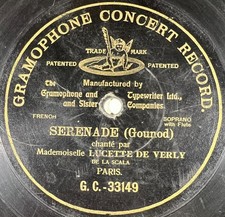 GRAMOPHONE CONCERT RECORD.
TRADE MARK
PATENTED PATENTED
The Manufactured by
Gramophone and Typewriter Ltd.,
and Sister Companies.
FRENCH SOPRANO
with Flute
SERENADE (Gounod)
chanté par
Mademoiselle LUCETTE DE VERLY
DE LA SCALA
PARIS.
G.C.-33149